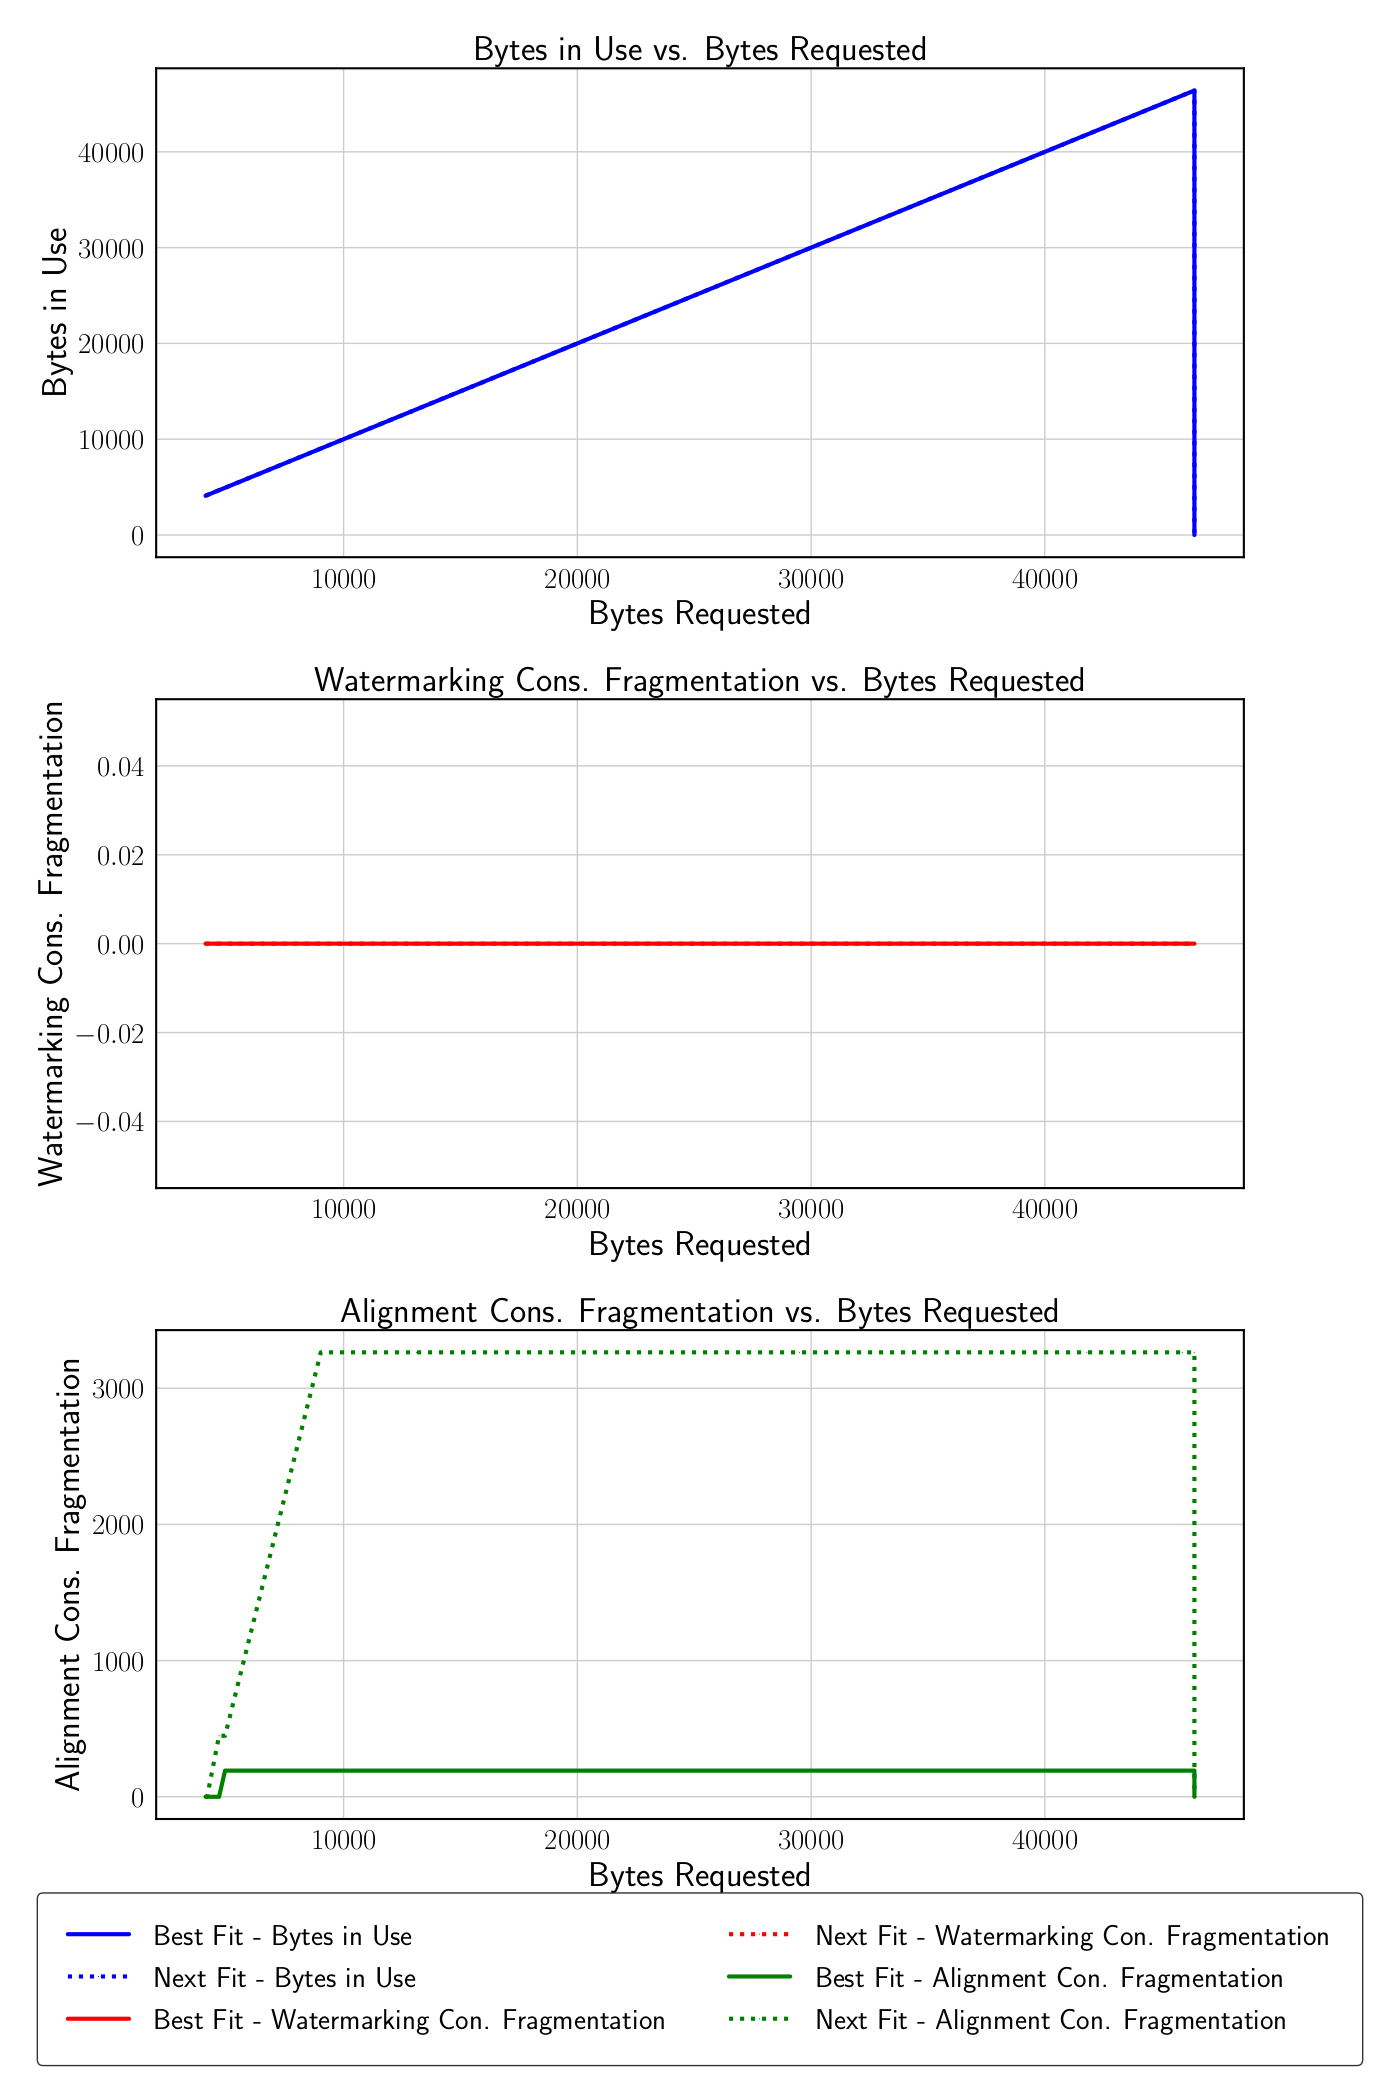 Bytes in Use vs. Bytes Requested
40000
30000
20000
10000
0
Bytes in Use
10000 20000 30000 40000
Bytes Requested
Watermarking Cons. Fragmentation vs. Bytes Requested
0.04
0.02
0.00
−0.02
−0.04
Watermarking Cons. Fragmentation
10000 20000 30000 40000
Bytes Requested
Alignment Cons. Fragmentation vs. Bytes Requested
3000
2000
1000
0
Alignment Cons. Fragmentation
10000 20000 30000 40000
Bytes Requested
Best Fit - Bytes in Use
Next Fit - Bytes in Use
Best Fit - Watermarking Con. Fragmentation
Next Fit - Watermarking Con. Fragmentation
Best Fit - Alignment Con. Fragmentation
Next Fit - Alignment Con. Fragmentation